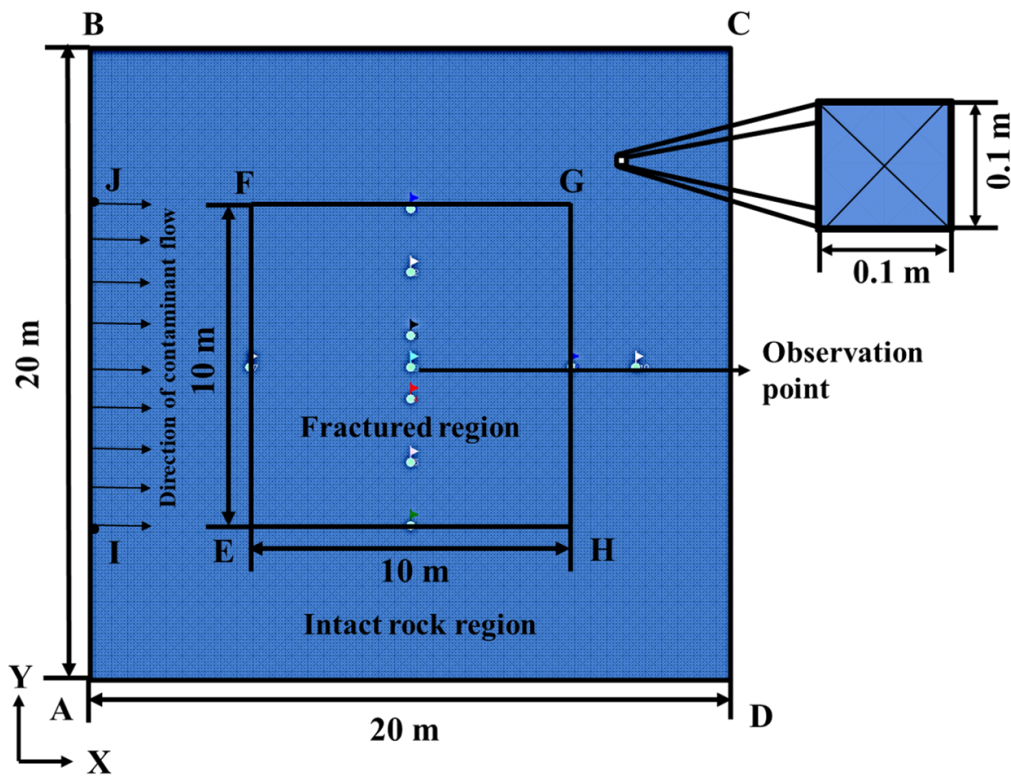 B
C
J
F
G
0.1 m
0.1 m
Direction of contaminant flow
10 m
20 m
Observation
point
Fractured region
I
E
H
10 m
Intact rock region
Y
A
D
20 m
X